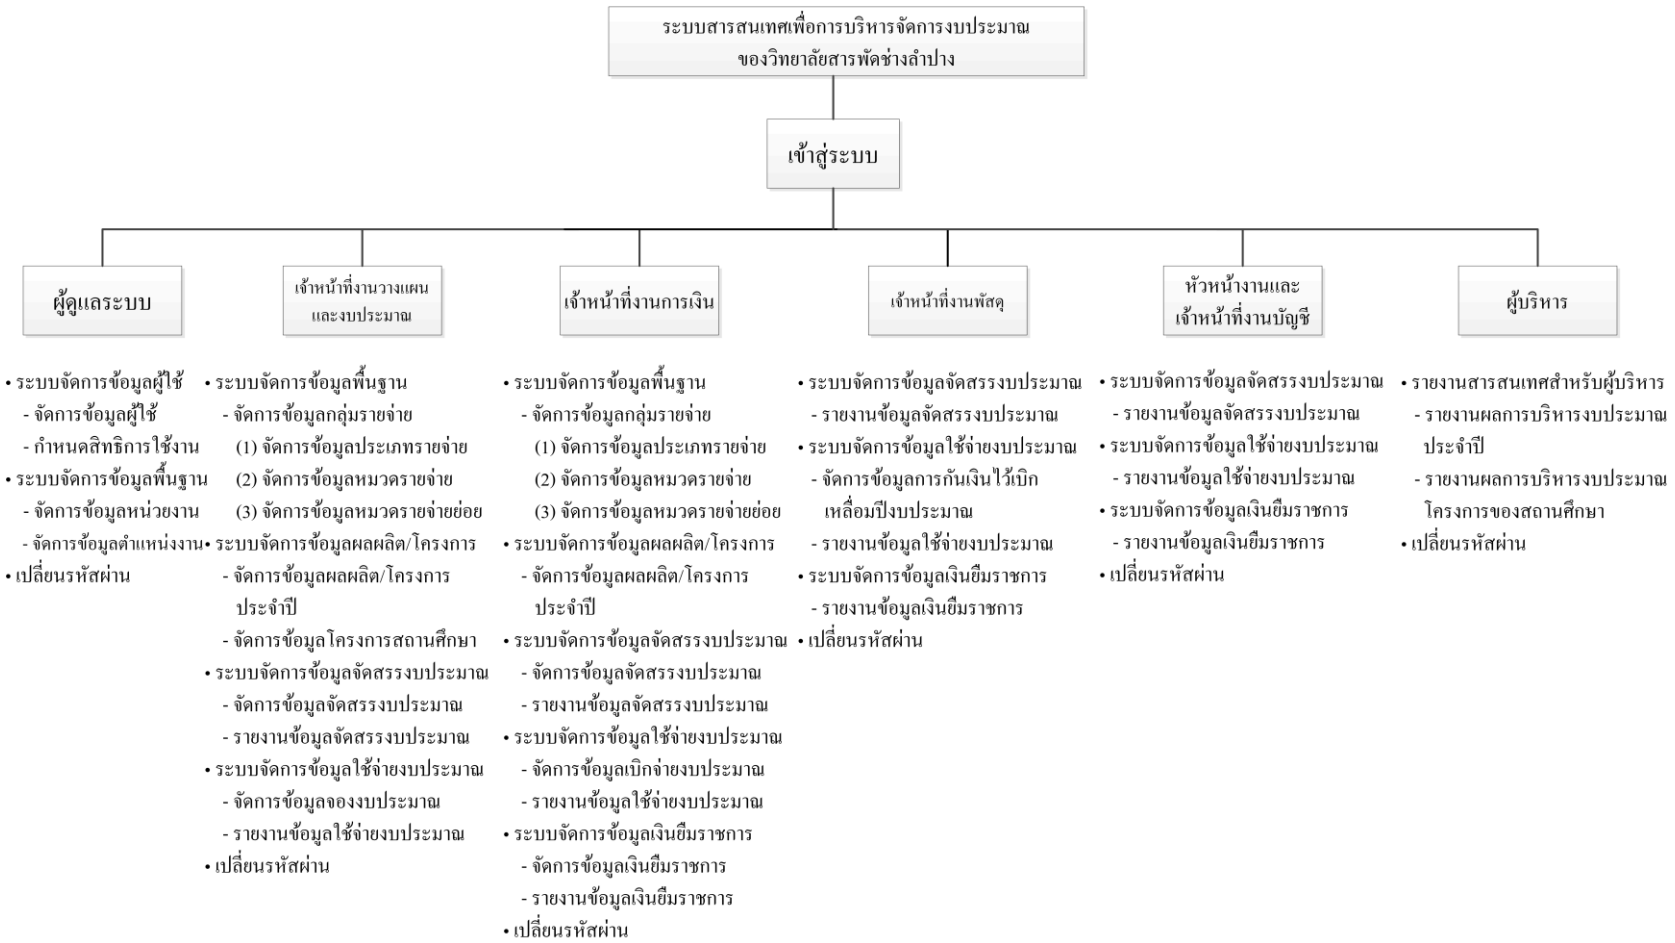 ระบบสารสนเทศเพื่อการบริหารจัดการงบประมาณ
ของวิทยาลัยสารพัดช่างลำปาง
เข้าสู่ระบบ
ผู้ดูแลระบบ
• ระบบจัดการข้อมูลผู้ใช้
- จัดการข้อมูลผู้ใช้
- กำหนดสิทธิการใช้งาน
• ระบบจัดการข้อมูลพื้นฐาน
- จัดการข้อมูลหน่วยงาน
- จัดการข้อมูลตำแหน่งงาน
• เปลี่ยนรหัสผ่าน
เจ้าหน้าที่งานวางแผน
และงบประมาณ
• ระบบจัดการข้อมูลพื้นฐาน
- จัดการข้อมูลกลุ่มรายจ่าย
(1) จัดการข้อมูลประเภทรายจ่าย
(2) จัดการข้อมูลหมวดรายจ่าย
(3) จัดการข้อมูลหมวดรายจ่ายย่อย
• ระบบจัดการข้อมูลผลผลิต/โครงการ
- จัดการข้อมูลผลผลิต/โครงการ
ประจำปี
- จัดการข้อมูลโครงการสถานศึกษา
• ระบบจัดการข้อมูลจัดสรรงบประมาณ
- จัดการข้อมูลจัดสรรงบประมาณ
- รายงานข้อมูลจัดสรรงบประมาณ
• ระบบจัดการข้อมูลใช้จ่ายงบประมาณ
- จัดการข้อมูลจองงบประมาณ
- รายงานข้อมูลใช้จ่ายงบประมาณ
• เปลี่ยนรหัสผ่าน
เจ้าหน้าที่งานการเงิน
• ระบบจัดการข้อมูลพื้นฐาน
- จัดการข้อมูลกลุ่มรายจ่าย
(1) จัดการข้อมูลประเภทรายจ่าย
(2) จัดการข้อมูลหมวดรายจ่าย
(3) จัดการข้อมูลหมวดรายจ่ายย่อย
• ระบบจัดการข้อมูลผลผลิต/โครงการ
- จัดการข้อมูลผลผลิต/โครงการ
ประจำปี
• ระบบจัดการข้อมูลจัดสรรงบประมาณ
- จัดการข้อมูลจัดสรรงบประมาณ
- รายงานข้อมูลจัดสรรงบประมาณ
• ระบบจัดการข้อมูลใช้จ่ายงบประมาณ
- จัดการข้อมูลเบิกจ่ายงบประมาณ
- รายงานข้อมูลใช้จ่ายงบประมาณ
• ระบบจัดการข้อมูลเงินยืมราชการ
- จัดการข้อมูลเงินยืมราชการ
- รายงานข้อมูลเงินยืมราชการ
• เปลี่ยนรหัสผ่าน
เจ้าหน้าที่งานพัสดุ
• ระบบจัดการข้อมูลจัดสรรงบประมาณ
- รายงานข้อมูลจัดสรรงบประมาณ
• ระบบจัดการข้อมูลใช้จ่ายงบประมาณ
- จัดการข้อมูลการกันเงินไว้เบิก
เหลื่อมปีงบประมาณ
- รายงานข้อมูลใช้จ่ายงบประมาณ
• ระบบจัดการข้อมูลเงินยืมราชการ
- รายงานข้อมูลเงินยืมราชการ
• เปลี่ยนรหัสผ่าน
หัวหน้างานและ
เจ้าหน้าที่งานบัญชี
• ระบบจัดการข้อมูลจัดสรรงบประมาณ
- รายงานข้อมูลจัดสรรงบประมาณ
• ระบบจัดการข้อมูลใช้จ่ายงบประมาณ
- รายงานข้อมูลใช้จ่ายงบประมาณ
• ระบบจัดการข้อมูลเงินยืมราชการ
- รายงานข้อมูลเงินยืมราชการ
• เปลี่ยนรหัสผ่าน
ผู้บริหาร
• รายงานสารสนเทศสำหรับผู้บริหาร
- รายงานผลการบริหารงบประมาณ
ประจำปี
- รายงานผลการบริหารงบประมาณ
โครงการของสถานศึกษา
• เปลี่ยนรหัสผ่าน